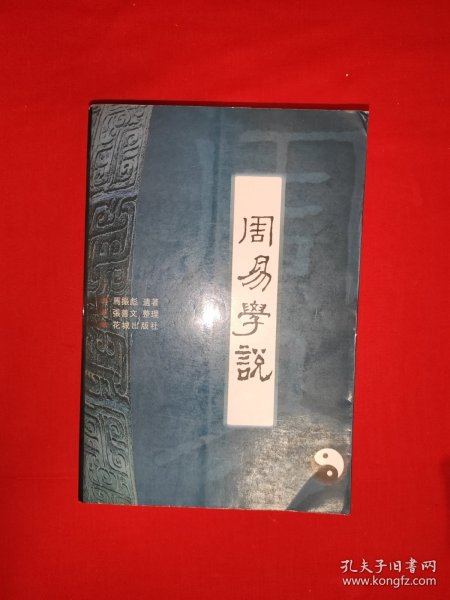 周易學說
馬振彪 遺著
張善文 整理
花城出版社
孔夫子旧书网
www.kongfz.com